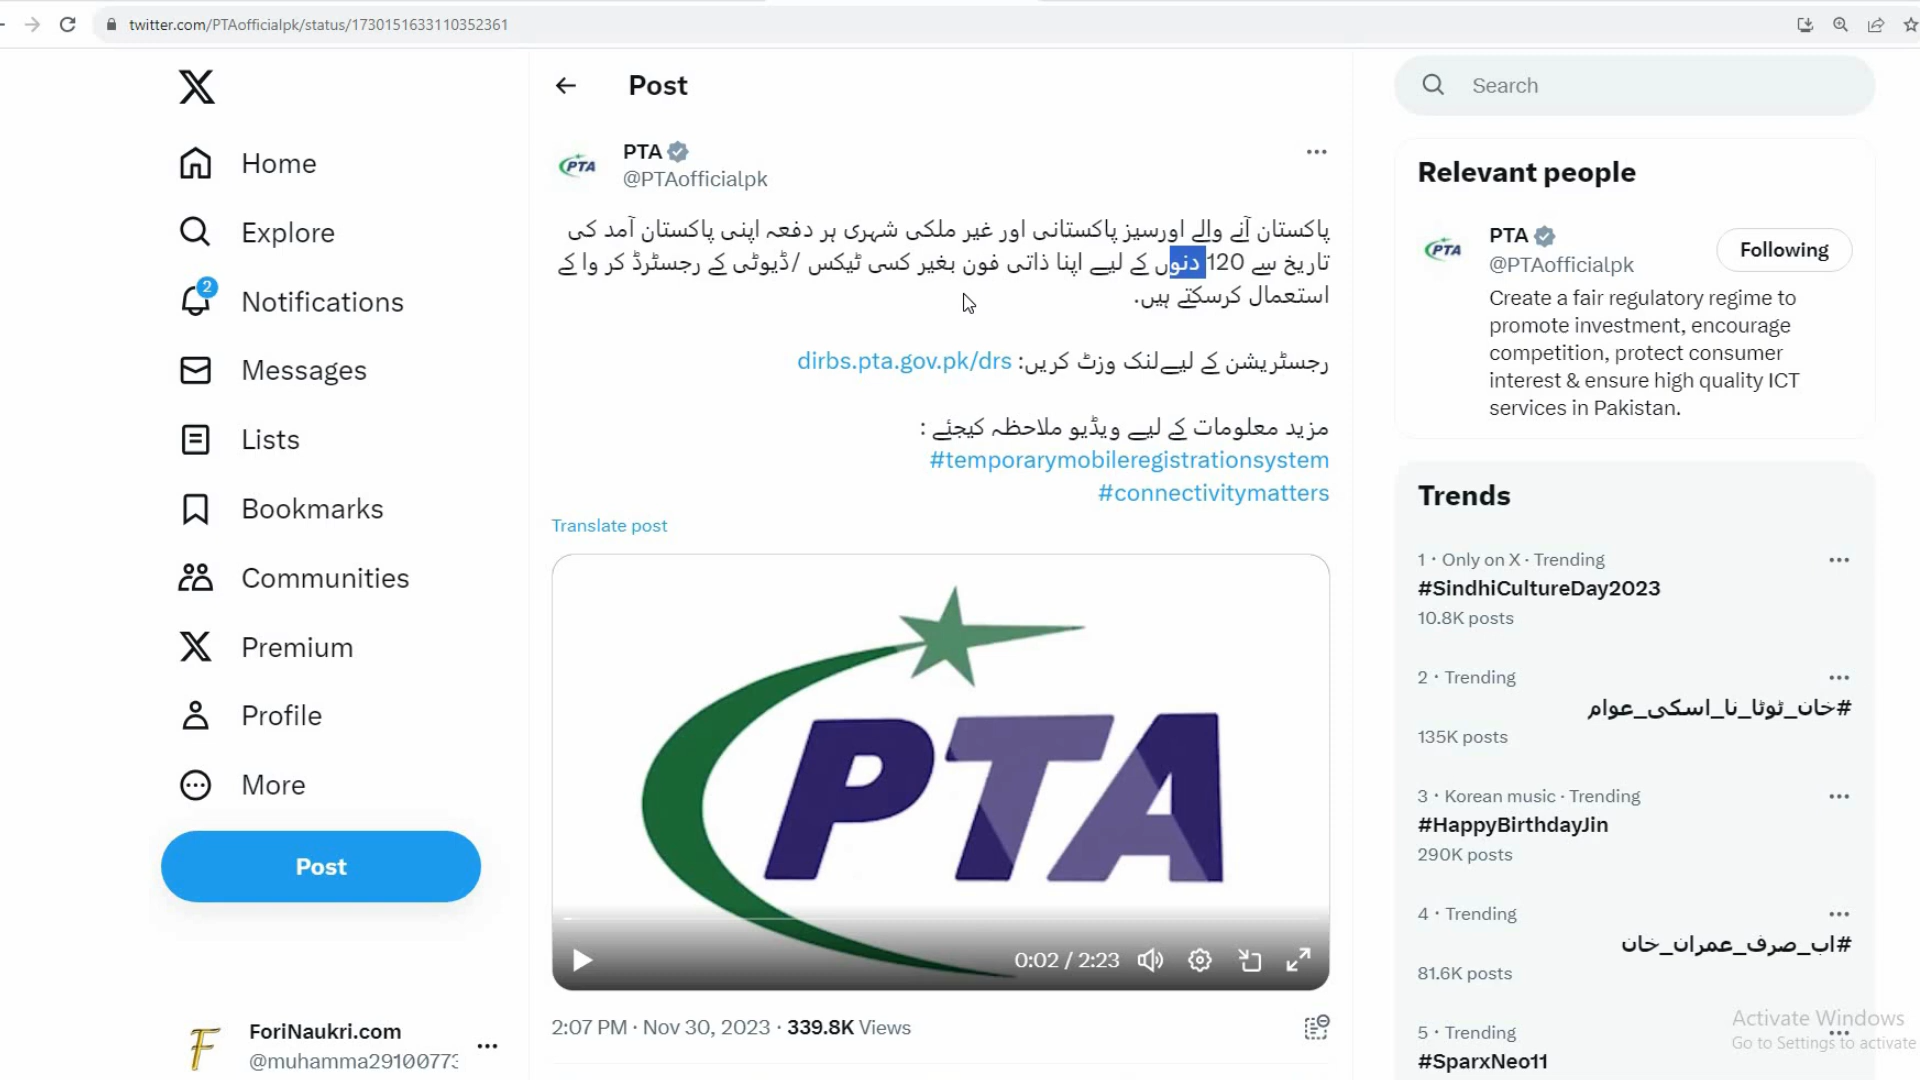 twitter.com/PTAofficialpk/status/1730151633110352361
Home
Explore
2
Notifications
Messages
Lists
Bookmarks
Communities
Premium
Profile
More
Post
ForiNaukri.com
@muhamma29100773
Post
PTA
PTA
@PTAofficialpk
پاکستان آنے والے اورسیز پاکستانی اور غیر ملکی شہری ہر دفعہ اپنی پاکستان آمد کی
تاریخ سے 120 دنوں کے لیے اپنا ذاتی فون بغیر کسی ٹیکس /ڈیوٹی کے رجسٹرڈ کر وا کے
استعمال کرسکتے ہیں.
رجسٹریشن کے لیےلنک وزٹ کریں: dirbs.pta.gov.pk/drs
مزید معلومات کے لیے ویڈیو ملاحظہ کیجئے :
#temporarymobileregistrationsystem
#connectivitymatters
Translate post
PTA
0:02 / 2:23
2:07 PM · Nov 30, 2023 · 339.8K Views
Search
Relevant people
PTA
PTA
@PTAofficialpk
Following
Create a fair regulatory regime to
promote investment, encourage
competition, protect consumer
interest & ensure high quality ICT
services in Pakistan.
Trends
1 · Only on X · Trending
#SindhiCultureDay2023
10.8K posts
2 · Trending
#خان_ٹوٹا_نا_اسکی_عوام
135K posts
3 · Korean music · Trending
#HappyBirthdayJin
290K posts
4 · Trending
#اب_صرف_عمران_خان
81.6K posts
5 · Trending
#SparxNeo11
Activate Windows
Go to Settings to activate